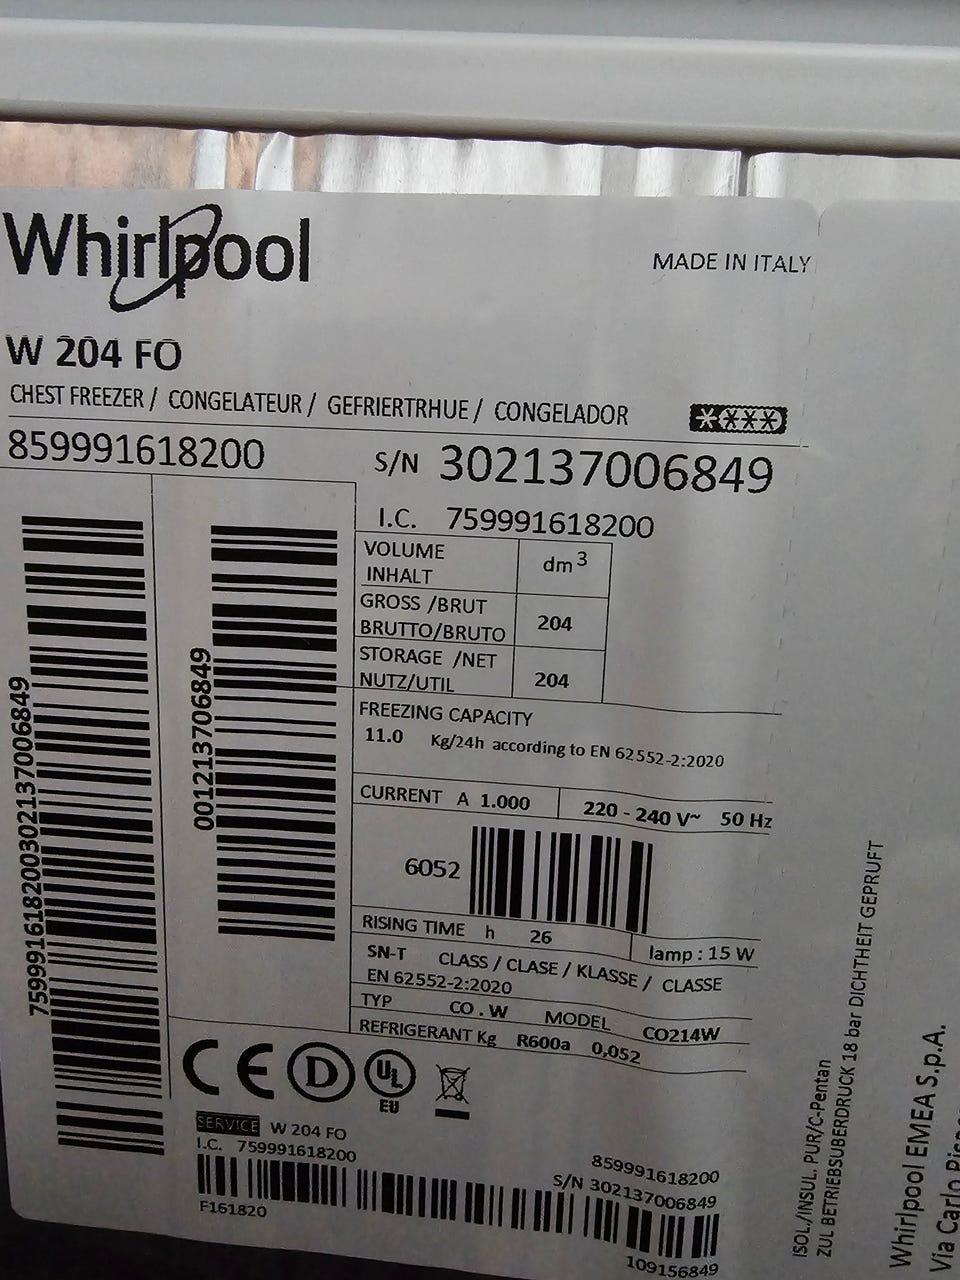 Whirlpool
MADE IN ITALY
W 204 FO
CHEST FREEZER / CONGELATEUR / GEFRIERTRHUE / CONGELADOR
859991618200
S/N 302137006849
I.C. 759991618200
VOLUME
INHALT
dm3
GROSS /BRUT
BRUTTO/BRUTO
204
STORAGE /NET
NUTZ/UTIL
204
FREEZING CAPACITY
11.0 Kg/24h according to EN 62552-2:2020
CURRENT A 1.000
220 - 240 V~ 50 Hz
6052
RISING TIME h 26
lamp : 15 W
SN-T CLASS / CLASE / KLASSE / CLASSE
EN 62552-2:2020
TYP CO . W MODEL CO214W
REFRIGERANT Kg R600a 0,052
759991618200302137006849
001213706849
CE D UL
EU
SERVICE W 204 FO
I.C. 759991618200
859991618200
S/N 302137006849
F161820
109156849
ISOL./INSUL. PUR/C-Pentan
ZUL BETRIEBSUBERDRUCK 18 bar DICHTHEIT GEPRUFT
Whirlpool EMEA S.p.A.
Via Carlo